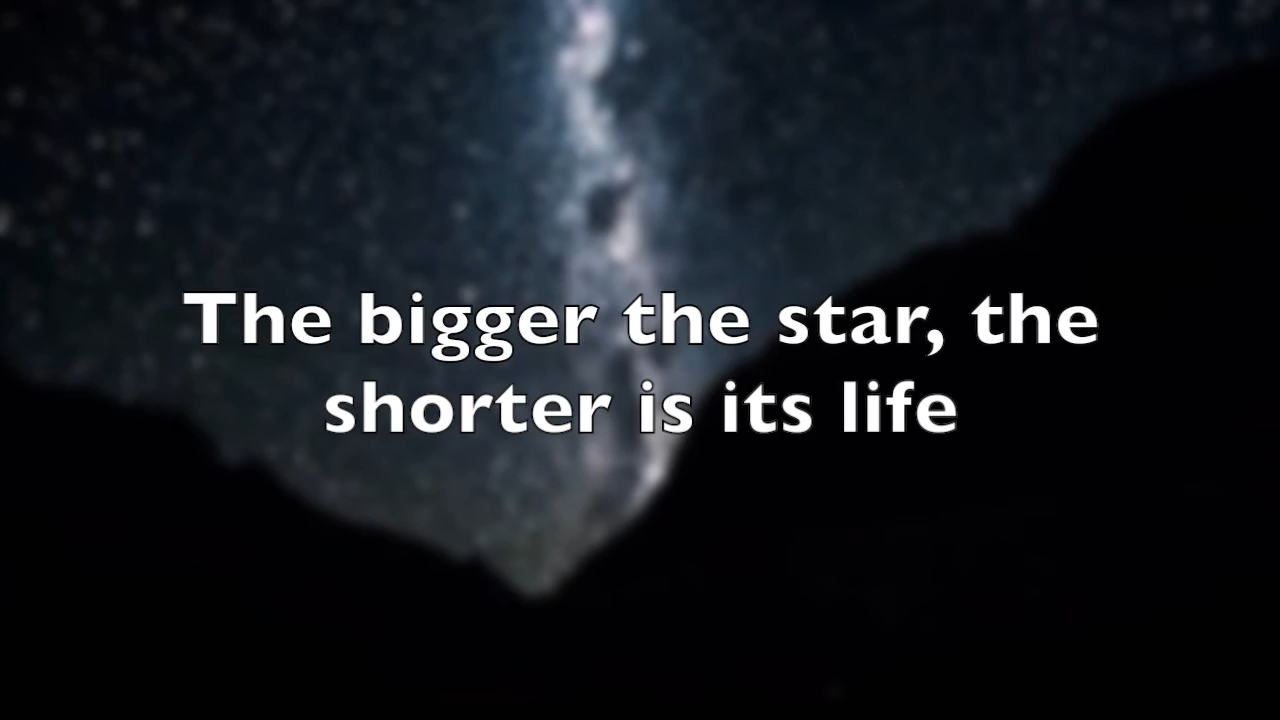 The bigger the star, the
shorter is its life